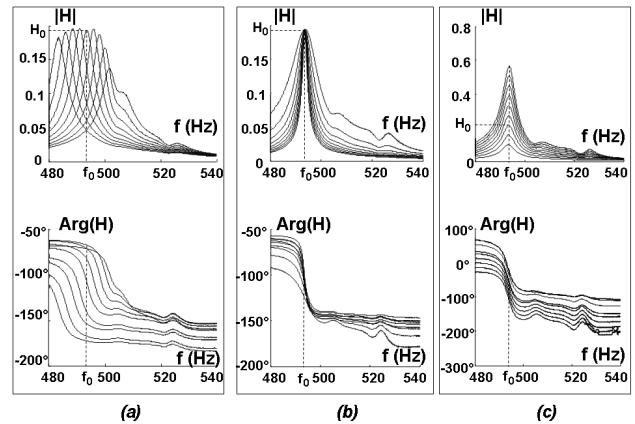 |H|
H₀
0.15
0.1
0.05
0
f (Hz)
480
f₀
500
520
540
Arg(H)
-50°
-100°
-150°
-200°
f (Hz)
480
f₀
500
520
540
(a)
|H|
H₀
0.15
0.1
0.05
0
f (Hz)
480
f₀
500
520
540
Arg(H)
-50°
-100°
-150°
-200°
f (Hz)
480
f₀
500
520
540
(b)
|H|
0.8
0.6
0.4
H₀
0.2
0
f (Hz)
480
f₀
500
520
540
Arg(H)
100°
0°
-100°
-200°
-300°
f (Hz)
480
f₀
500
520
540
(c)